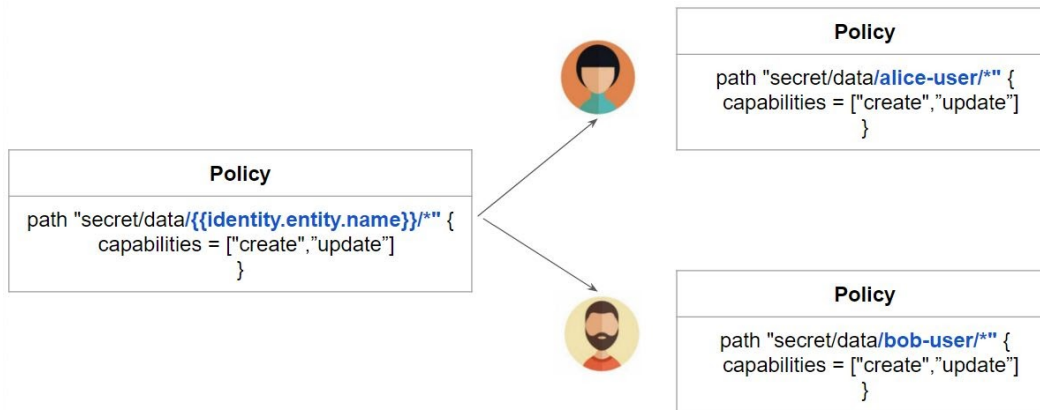 Policy
path "secret/data/alice-user/*" {
capabilities = ["create",”update”]
}
Policy
path "secret/data/{{identity.entity.name}}/*" {
capabilities = ["create",”update”]
}
Policy
path "secret/data/bob-user/*" {
capabilities = ["create",”update”]
}